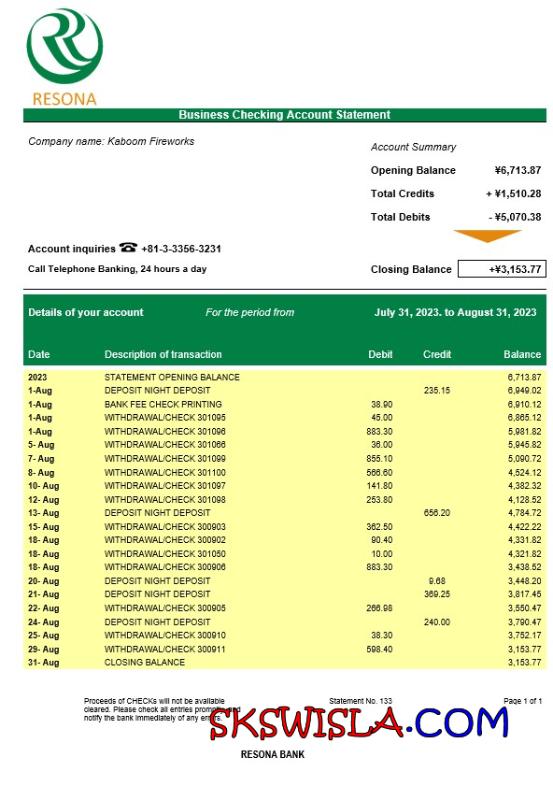 RESONA
Business Checking Account Statement
Company name: Kaboom Fireworks
Account Summary
Opening Balance ¥6,713.87
Total Credits + ¥1,510.28
Total Debits - ¥5,070.38
Account inquiries ☎ +81-3-3356-3231
Call Telephone Banking, 24 hours a day
Closing Balance +¥3,153.77
Details of your account For the period from July 31, 2023. to August 31, 2023
Date Description of transaction Debit Credit Balance
2023 STATEMENT OPENING BALANCE 6,713.87
1-Aug DEPOSIT NIGHT DEPOSIT 235.15 6,949.02
1-Aug BANK FEE CHECK PRINTING 38.90 6,910.12
1-Aug WITHDRAWAL/CHECK 301095 45.00 6,865.12
1-Aug WITHDRAWAL/CHECK 301096 883.30 5,981.82
5- Aug WITHDRAWAL/CHECK 301066 36.00 5,945.82
7- Aug WITHDRAWAL/CHECK 301099 855.10 5,090.72
8- Aug WITHDRAWAL/CHECK 301100 566.60 4,524.12
10- Aug WITHDRAWAL/CHECK 301097 141.80 4,382.32
12- Aug WITHDRAWAL/CHECK 301098 253.80 4,128.52
13- Aug DEPOSIT NIGHT DEPOSIT 656.20 4,784.72
15- Aug WITHDRAWAL/CHECK 300903 362.50 4,422.22
18- Aug WITHDRAWAL/CHECK 300902 90.40 4,331.82
18- Aug WITHDRAWAL/CHECK 301050 10.00 4,321.82
18- Aug WITHDRAWAL/CHECK 300906 883.30 3,438.52
20- Aug DEPOSIT NIGHT DEPOSIT 9.68 3,448.20
21- Aug DEPOSIT NIGHT DEPOSIT 369.25 3,817.45
22- Aug WITHDRAWAL/CHECK 300905 266.98 3,550.47
24- Aug DEPOSIT NIGHT DEPOSIT 240.00 3,790.47
25- Aug WITHDRAWAL/CHECK 300910 38.30 3,752.17
29- Aug WITHDRAWAL/CHECK 300911 598.40 3,153.77
31- Aug CLOSING BALANCE 3,153.77
Proceeds of CHECKs will not be available Statement No. 133 Page 1 of 1
cleared. Please check all entries promptly and
notify the bank immediately of any errors.
SKSWISLA.COM
RESONA BANK